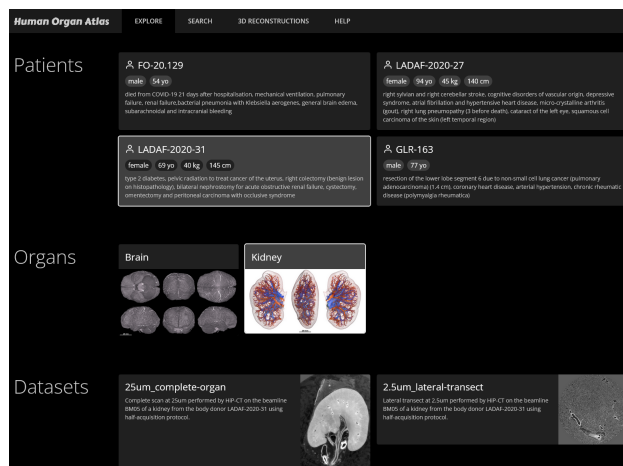 Human Organ Atlas
EXPLORE
SEARCH
3D RECONSTRUCTIONS
HELP
Patients
FO-20.129
male 54 yo
died from COVID-19 21 days after hospitalisation, mechanical ventilation, pulmonary
failure, renal failure,bacterial pneumonia with Klebsiella aerogenes, general brain edema,
subarachnoid and intracranial bleeding
LADAF-2020-27
female 94 yo 45 kg 140 cm
right sylvian and right cerebellar stroke, cognitive disorders of vascular origin, depressive
syndrome, atrial fibrillation and hypertensive heart disease, micro-crystalline arthritis
(gout), right lung pneumopathy (3 before death), cataract of the left eye, squamous cell
carcinoma of the skin (left temporal region)
LADAF-2020-31
female 69 yo 40 kg 145 cm
type 2 diabetes, pelvic radiation to treat cancer of the uterus, right colectomy (benign lesion
on histopathology), bilateral nephrostomy for acute obstructive renal failure, cystectomy,
omentectomy and peritoneal carcinoma with occlusive syndrome
GLR-163
male 77 yo
resection of the lower lobe segment 6 due to non-small cell lung cancer (pulmonary
adenocarcinoma) (1.4 cm), coronary heart disease, arterial hypertension, chronic rheumatic
disease (polymyalgia rheumatica)
Organs
Brain
Kidney
Datasets
25um_complete-organ
Complete scan at 25um performed by HiP-CT on the beamline
BM05 of a kidney from the body donor LADAF-2020-31 using
half-acquisition protocol.
2.5um_lateral-transect
Lateral transect at 2.5um performed by HiP-CT on the beamline
BM05 of a kidney from the body donor LADAF-2020-31 using
half-acquisition protocol.